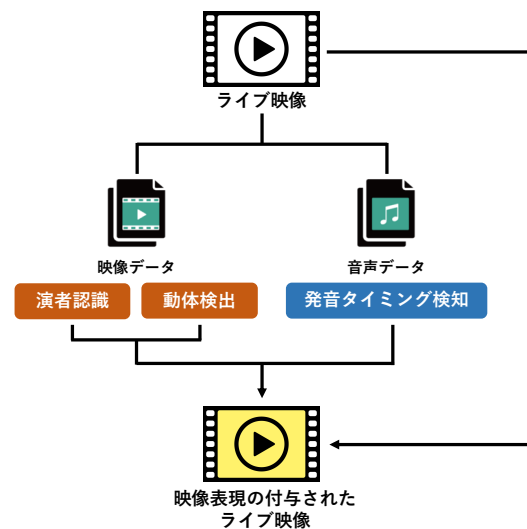 ライブ映像
映像データ
音声データ
演者認識
動体検出
発音タイミング検知
映像表現の付与された
ライブ映像